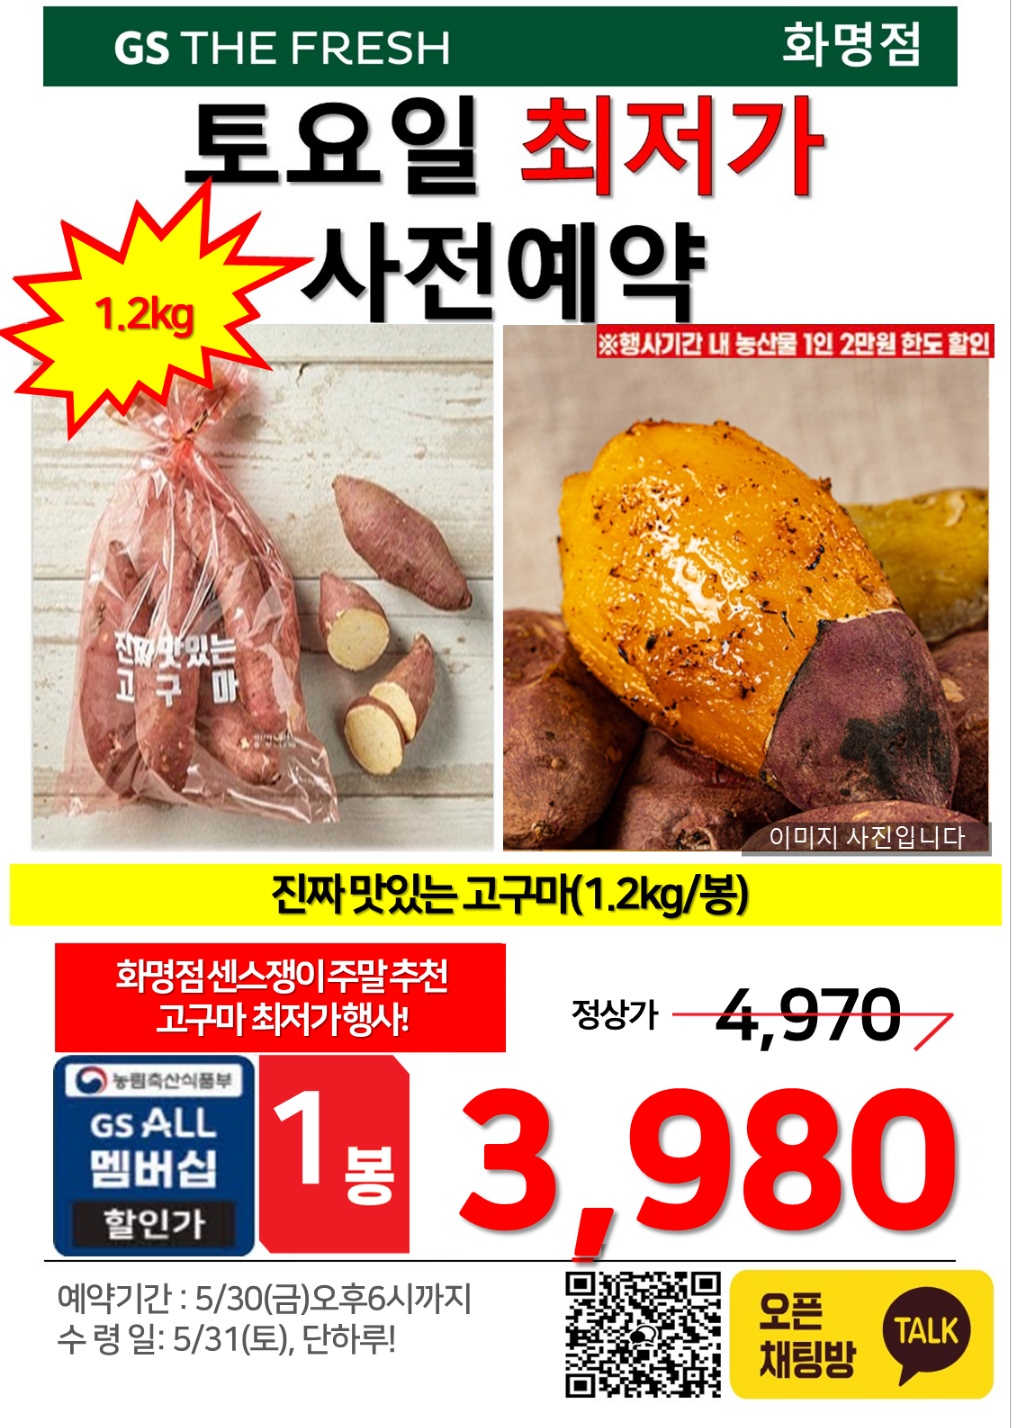 GS THE FRESH 화명점
토요일 최저가
사전예약
1.2kg
※행사기간 내 농산물 1인 2만원 한도 할인
진짜 맛있는
고구마
이미지 사진입니다
진짜 맛있는 고구마(1.2kg/봉)
화명점 센스쟁이 주말 추천
고구마 최저가 행사!
정상가 4,970
농림축산식품부
GS ALL
멤버십
할인가
1봉
3,980
예약기간 : 5/30(금)오후6시까지
수 령 일: 5/31(토), 단하루!
오픈
채팅방
TALK